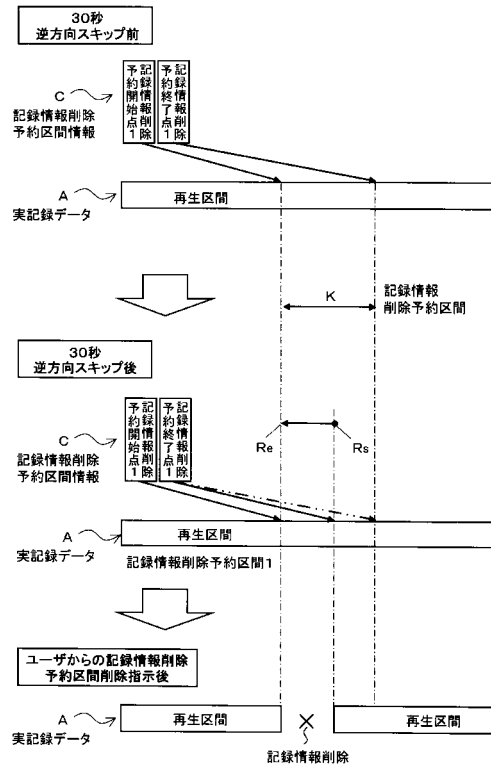 30秒
逆方向スキップ前
C
記録情報削除
予約区間情報
記録情報削除
予約開始点1
記録情報削除
予約終了点1
A
実記録データ
再生区間
K
記録情報
削除予約区間
30秒
逆方向スキップ後
C
記録情報削除
予約区間情報
記録情報削除
予約開始点1
記録情報削除
予約終了点1
Re
Rs
A
実記録データ
再生区間
記録情報削除予約区間1
ユーザからの記録情報削除
予約区間削除指示後
A
実記録データ
再生区間
再生区間
記録情報削除